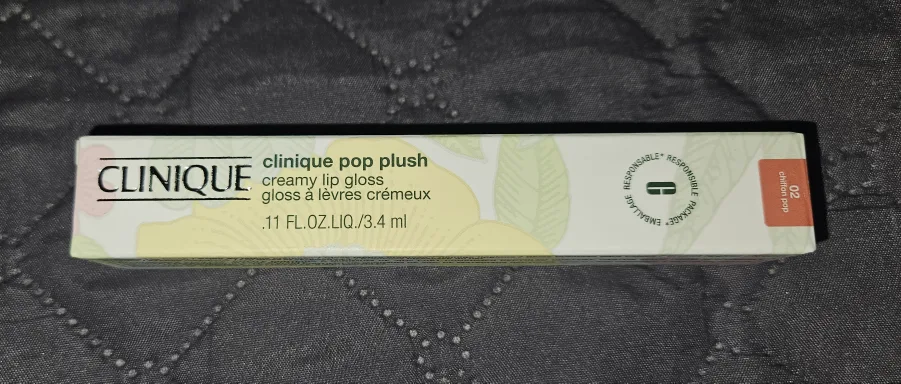 CLINIQUE
clinique pop plush
creamy lip gloss
gloss à lèvres crémeux
.11 FL.OZ.LIQ./3.4 ml
RESPONSIBLE PACKAGE* EMBALLAGE RESPONSABLE*
C
02
chiffon pop